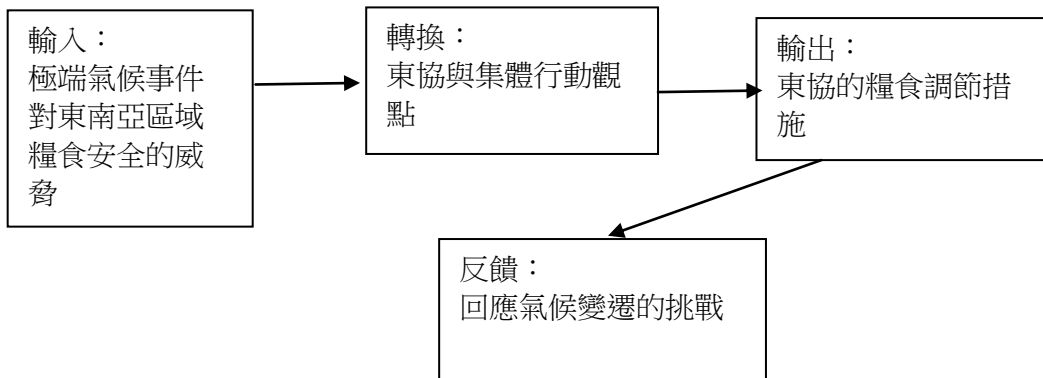 輸入：
極端氣候事件
對東南亞區域
糧食安全的威
脅
轉換：
東協與集體行動觀
點
輸出：
東協的糧食調節措
施
反饋：
回應氣候變遷的挑戰